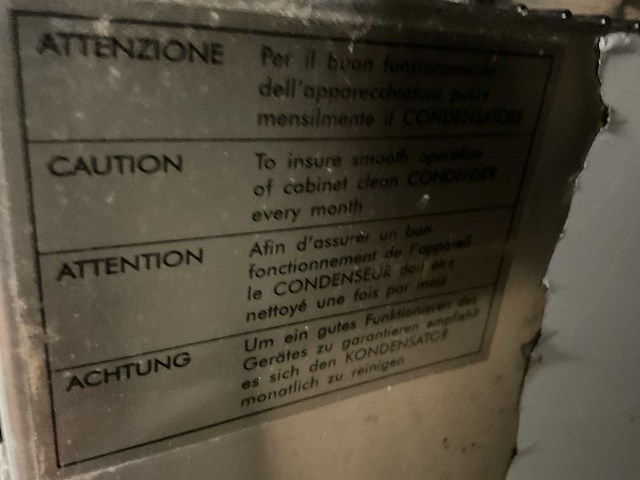 ATTENZIONE
Per il buon funzionamento
dell'apparecchiatura pulire
mensilmente il CONDENSATORE
CAUTION
To insure smooth operation
of cabinet clean CONDENSER
every month
ATTENTION
Afin d'assurer un bon
fonctionnement de l'appareil
le CONDENSEUR doit être
nettoyé une fois par mois
ACHTUNG
Um ein gutes Funktionieren des
Gerätes zu garantieren empfiehlt
es sich den KONDENSATOR
monatlich zu reinigen